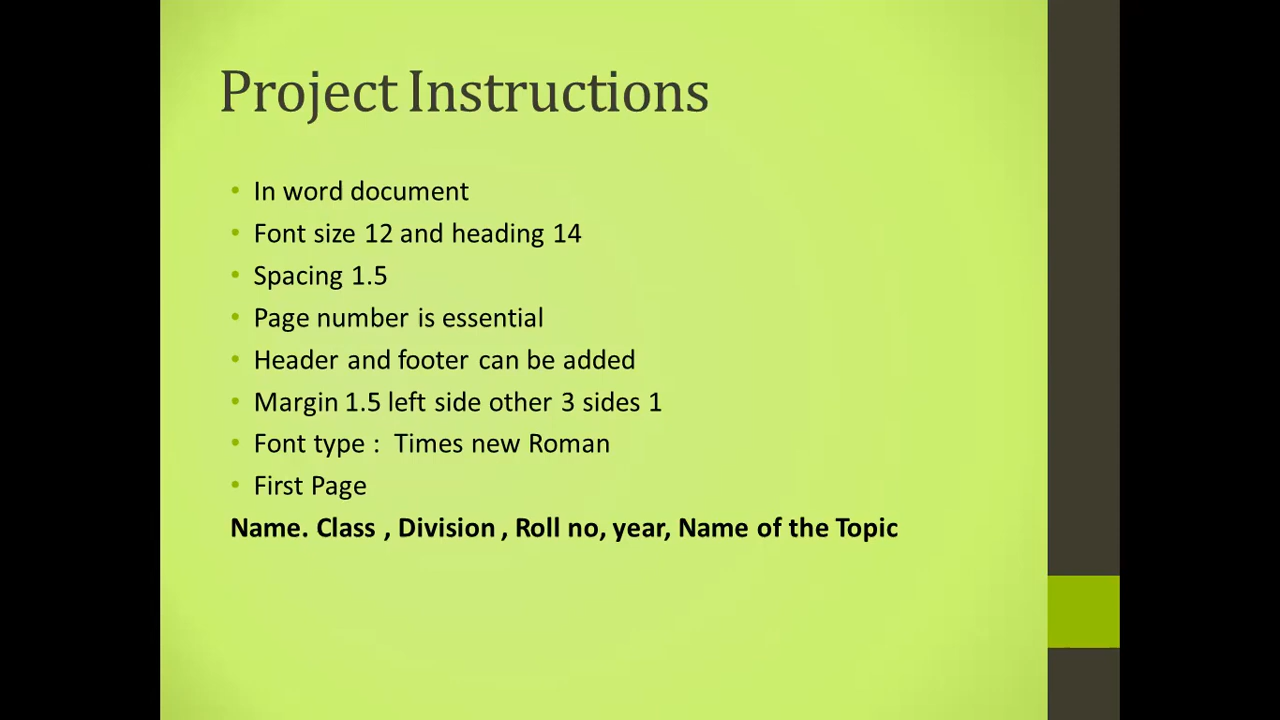 Project Instructions
• In word document
• Font size 12 and heading 14
• Spacing 1.5
• Page number is essential
• Header and footer can be added
• Margin 1.5 left side other 3 sides 1
• Font type : Times new Roman
• First Page
Name. Class , Division , Roll no, year, Name of the Topic